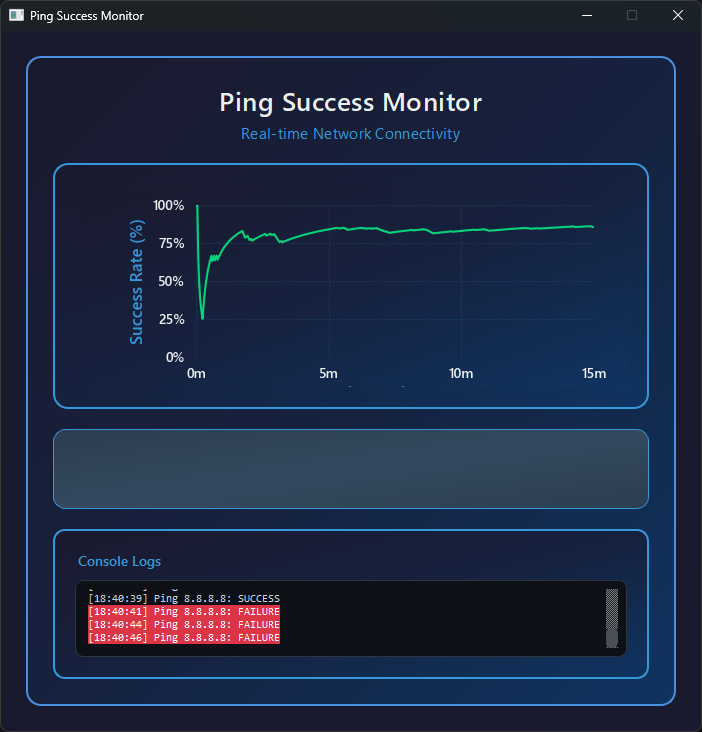 Ping Success Monitor
Ping Success Monitor
Real-time Network Connectivity
Success Rate (%)
100%
75%
50%
25%
0%
0m 5m 10m 15m
Console Logs
[18:40:39] Ping 8.8.8.8: SUCCESS
[18:40:41] Ping 8.8.8.8: FAILURE
[18:40:44] Ping 8.8.8.8: FAILURE
[18:40:46] Ping 8.8.8.8: FAILURE